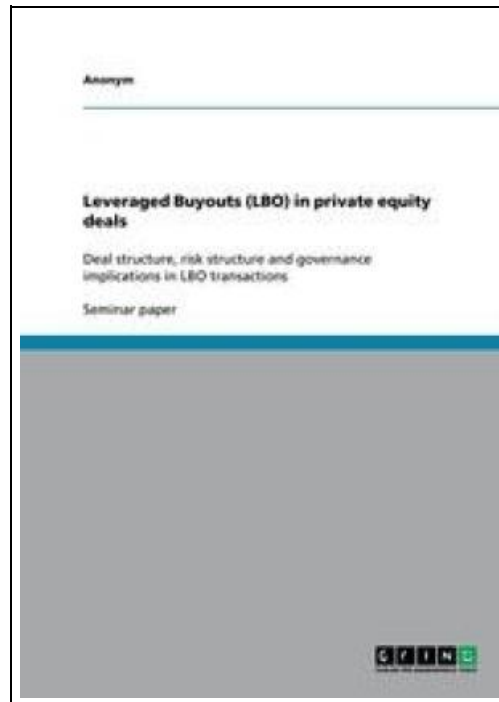 Anonym
Leveraged Buyouts (LBO) in private equity
deals
Deal structure, risk structure and governance
implications in LBO transactions
Seminar paper
GRIN